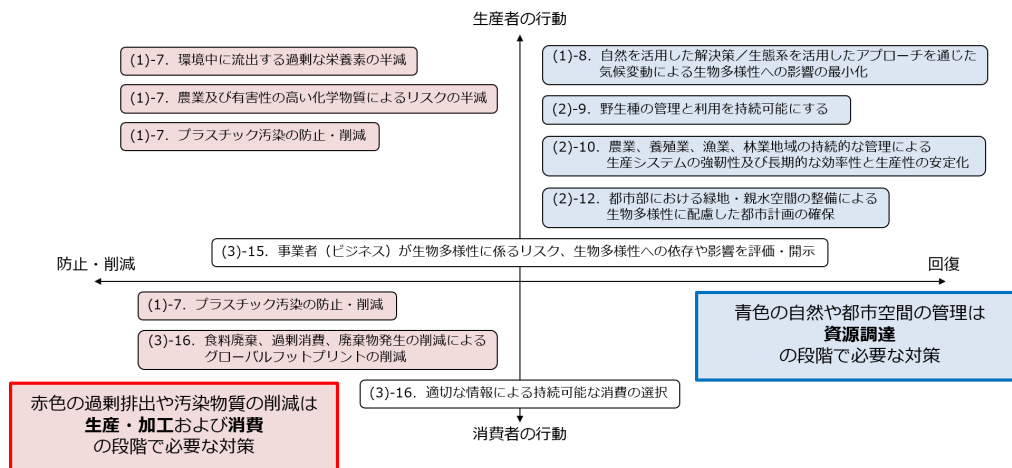 生産者の行動
(1)-7. 環境中に流出する過剰な栄養素の半減
(1)-7. 農業及び有害性の高い化学物質によるリスクの半減
(1)-7. プラスチック汚染の防止・削減
(1)-8. 自然を活用した解決策／生態系を活用したアプローチを通じた
気候変動による生物多様性への影響の最小化
(2)-9. 野生種の管理と利用を持続可能にする
(2)-10. 農業、養殖業、漁業、林業地域の持続的な管理による
生産システムの強靭性及び長期的な効率性と生産性の安定化
(2)-12. 都市部における緑地・親水空間の整備による
生物多様性に配慮した都市計画の確保
(3)-15. 事業者（ビジネス）が生物多様性に係るリスク、生物多様性への依存や影響を評価・開示
防止・削減
回復
(1)-7. プラスチック汚染の防止・削減
(3)-16. 食料廃棄、過剰消費、廃棄物発生の削減による
グローバルフットプリントの削減
青色の自然や都市空間の管理は
資源調達
の段階で必要な対策
(3)-16. 適切な情報による持続可能な消費の選択
赤色の過剰排出や汚染物質の削減は
生産・加工および消費
の段階で必要な対策
消費者の行動